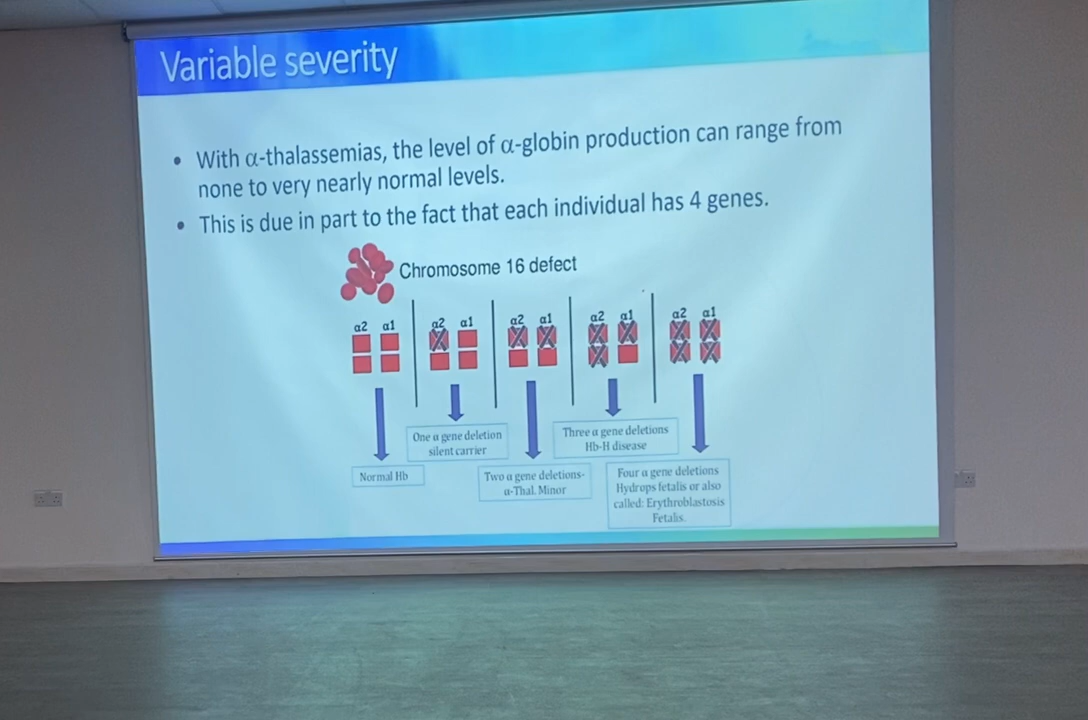 Variable severity
• With α-thalassemias, the level of α-globin production can range from
none to very nearly normal levels.
• This is due in part to the fact that each individual has 4 genes.
Chromosome 16 defect
α2 α1 α2 α1 α2 α1 α2 α1 α2 α1
Normal Hb
One α gene deletion
silent carrier
Two α gene deletions-
α-Thal. Minor
Three α gene deletions
Hb-H disease
Four α gene deletions
Hydrops fetalis or also
called: Erythroblastosis
Fetalis.